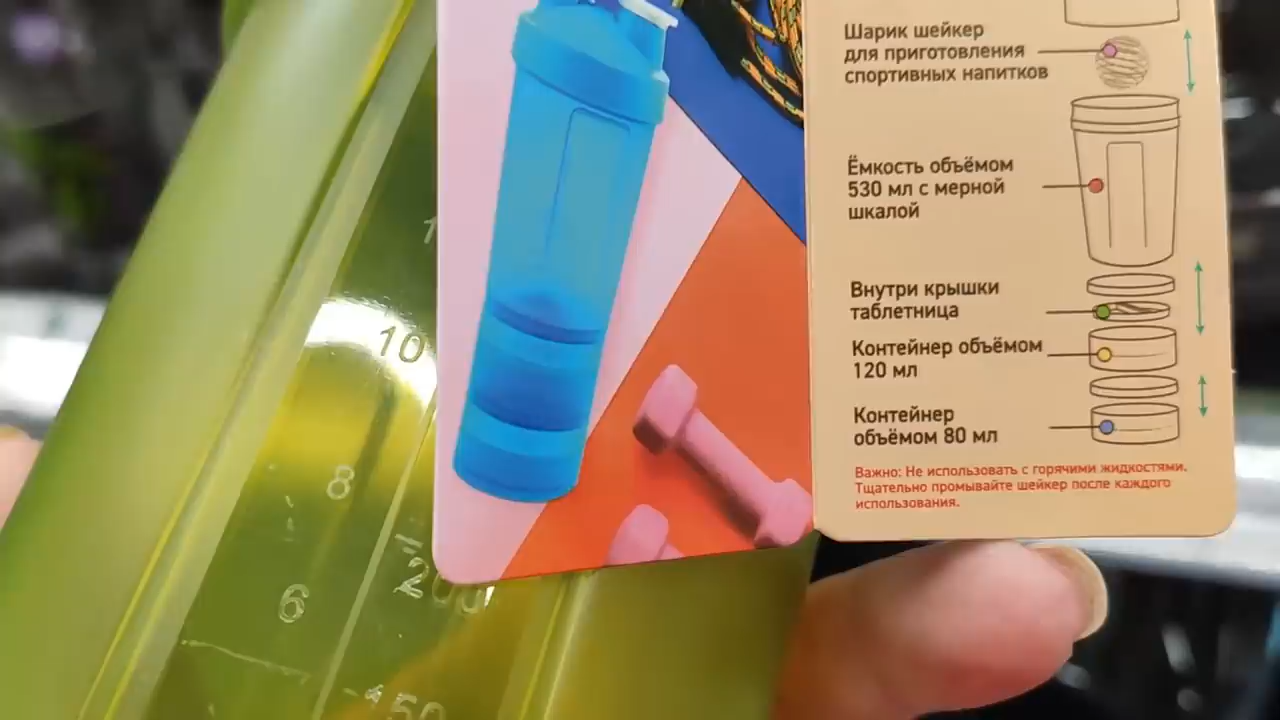 Шарик шейкер
для приготовления
спортивных напитков
Ёмкость объёмом
530 мл с мерной
шкалой
Внутри крышки
таблетница
Контейнер объёмом
120 мл
Контейнер
объёмом 80 мл
Важно: Не использовать с горячими жидкостями.
Тщательно промывайте шейкер после каждого
использования.
10
8
6
200
150